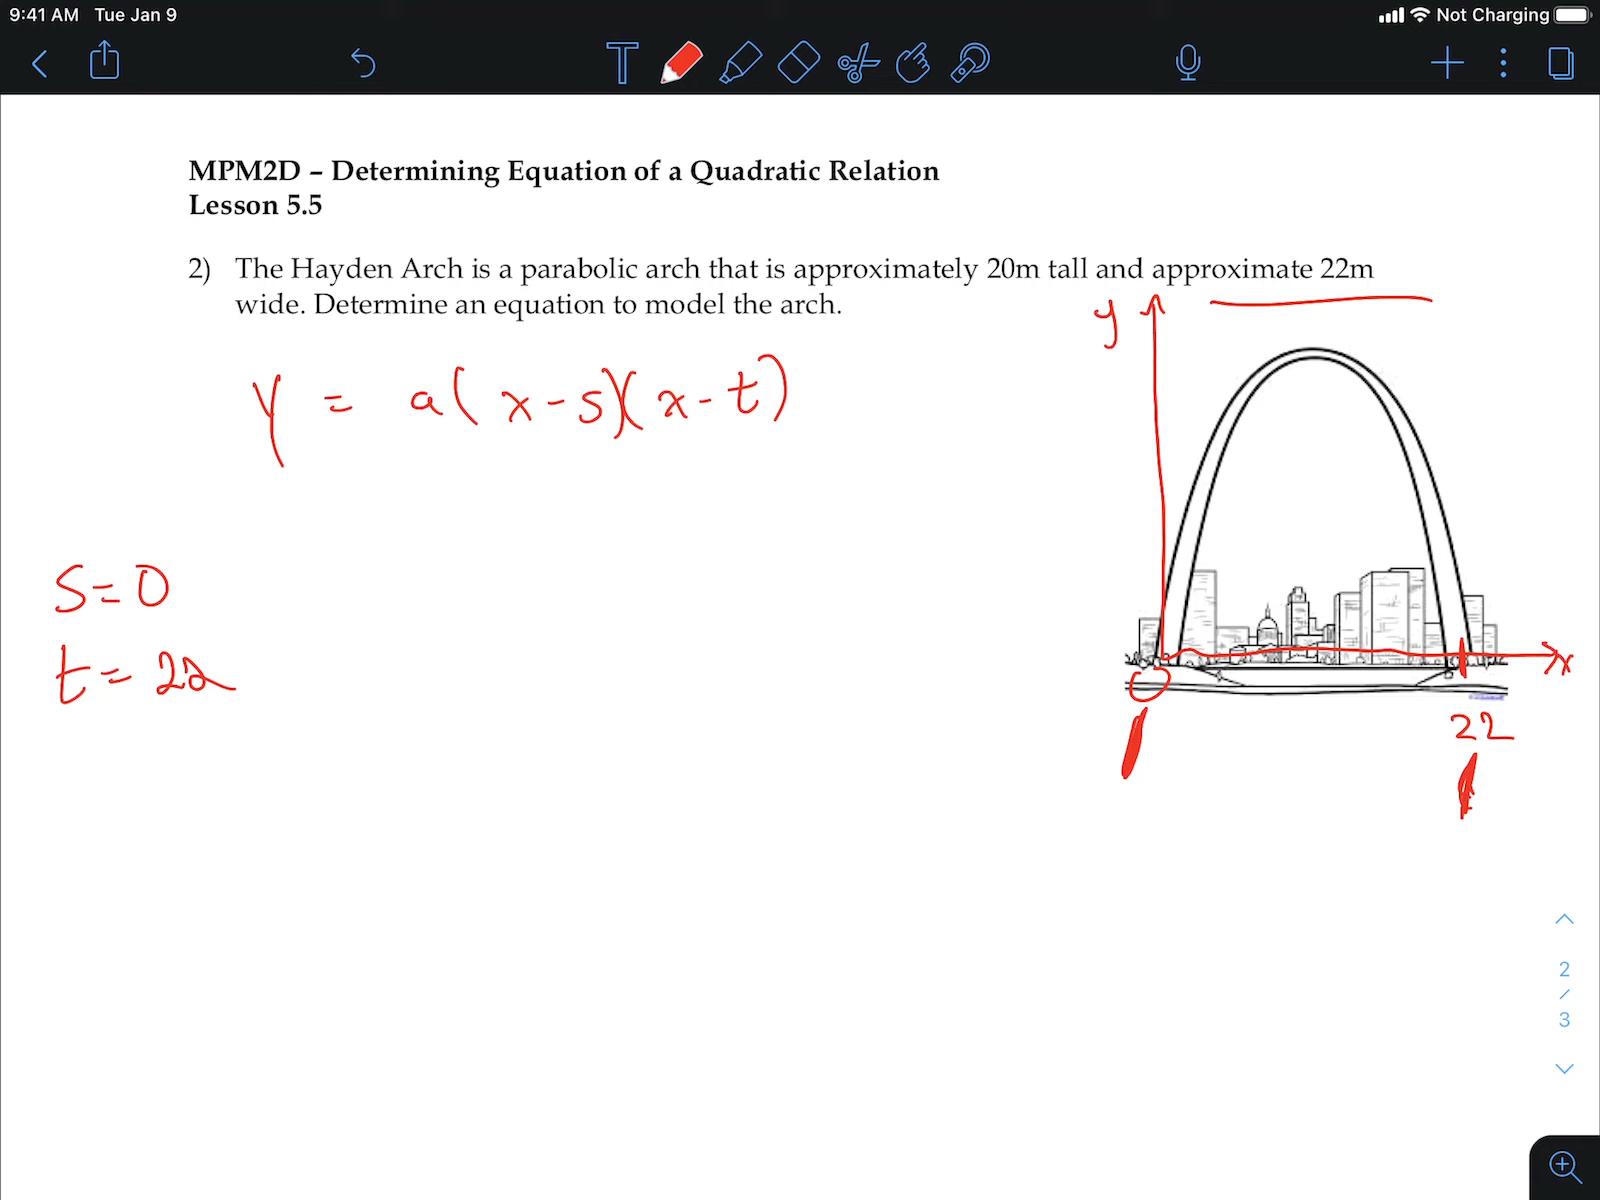 9:41 AM Tue Jan 9
Not Charging
MPM2D – Determining Equation of a Quadratic Relation
Lesson 5.5
2) The Hayden Arch is a parabolic arch that is approximately 20m tall and approximate 22m
wide. Determine an equation to model the arch.
y
y = a(x-s)(x-t)
s=0
t=22
x
0
22
2
/
3